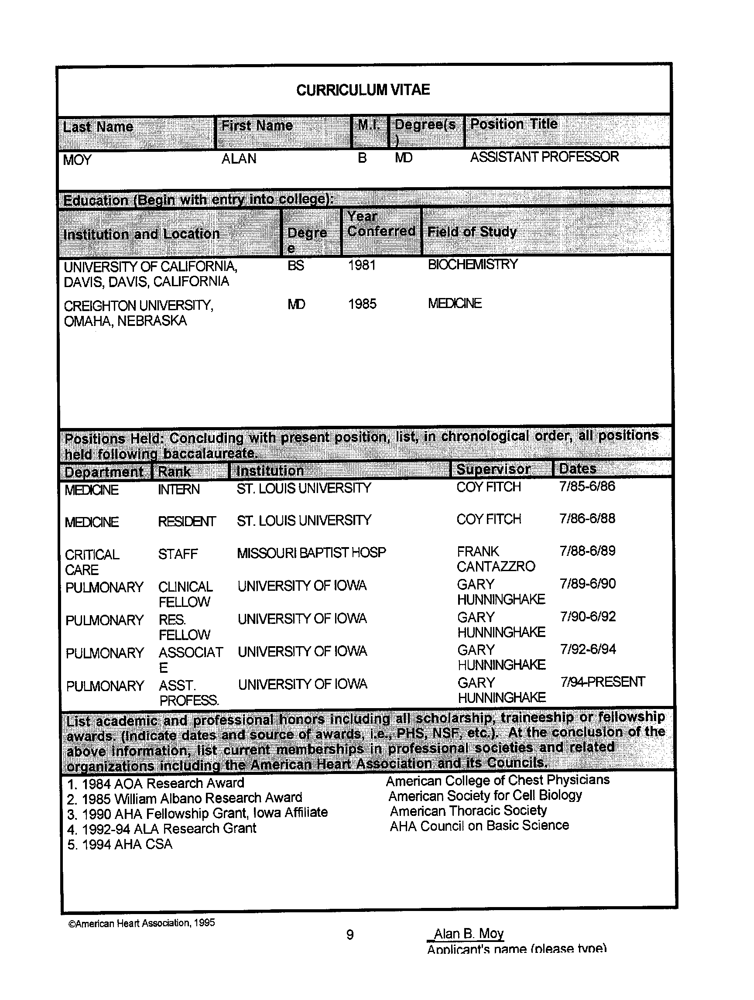 CURRICULUM VITAE
Last Name First Name M.I. Degree(s) Position Title
MOY ALAN B MD ASSISTANT PROFESSOR
Education (Begin with entry into college):
Institution and Location Degree Year Conferred Field of Study
UNIVERSITY OF CALIFORNIA, BS 1981 BIOCHEMISTRY
DAVIS, DAVIS, CALIFORNIA
CREIGHTON UNIVERSITY, MD 1985 MEDICINE
OMAHA, NEBRASKA
Positions Held: Concluding with present position, list, in chronological order, all positions
held following baccalaureate.
Department Rank Institution Supervisor Dates
MEDICINE INTERN ST. LOUIS UNIVERSITY COY FITCH 7/85-6/86
MEDICINE RESIDENT ST. LOUIS UNIVERSITY COY FITCH 7/86-6/88
CRITICAL STAFF MISSOURI BAPTIST HOSP FRANK 7/88-6/89
CARE CANTAZZRO
PULMONARY CLINICAL UNIVERSITY OF IOWA GARY 7/89-6/90
FELLOW HUNNINGHAKE
PULMONARY RES. UNIVERSITY OF IOWA GARY 7/90-6/92
FELLOW HUNNINGHAKE
PULMONARY ASSOCIAT UNIVERSITY OF IOWA GARY 7/92-6/94
E HUNNINGHAKE
PULMONARY ASST. UNIVERSITY OF IOWA GARY 7/94-PRESENT
PROFESS. HUNNINGHAKE
List academic and professional honors including all scholarship, traineeship or fellowship
awards. (Indicate dates and source of awards, i.e., PHS, NSF, etc.). At the conclusion of the
above information, list current memberships in professional societies and related
organizations including the American Heart Association and its Councils.
1. 1984 AOA Research Award American College of Chest Physicians
2. 1985 William Albano Research Award American Society for Cell Biology
3. 1990 AHA Fellowship Grant, Iowa Affiliate American Thoracic Society
4. 1992-94 ALA Research Grant AHA Council on Basic Science
5. 1994 AHA CSA
©American Heart Association, 1995
9 Alan B. Moy
Applicant's name (please type)